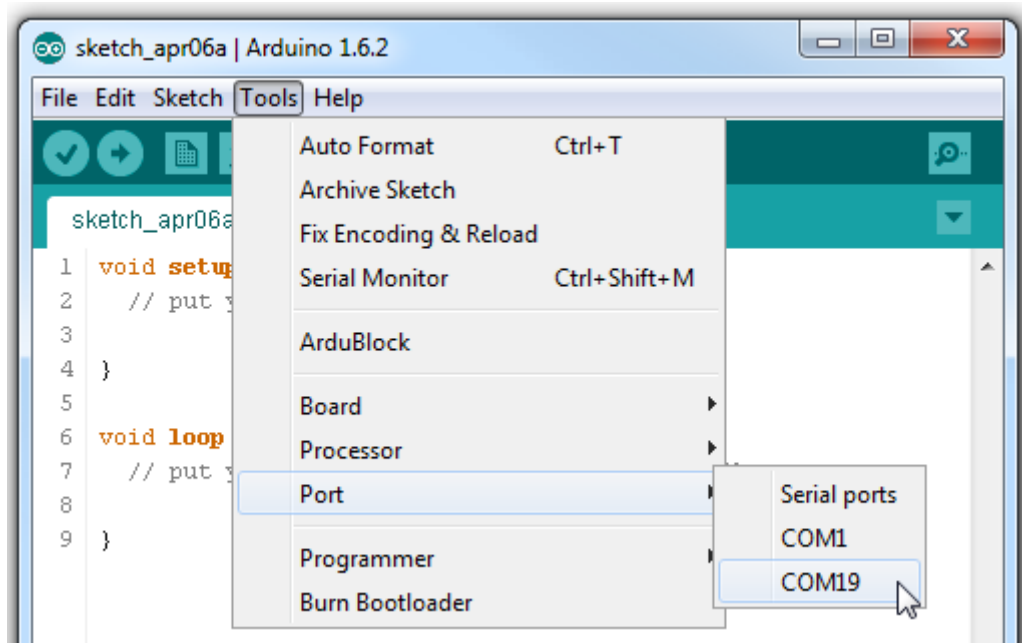 sketch_apr06a | Arduino 1.6.2
File Edit Sketch Tools Help
Auto Format Ctrl+T
Archive Sketch
Fix Encoding & Reload
Serial Monitor Ctrl+Shift+M
ArduBlock
Board
Processor
Port
Programmer
Burn Bootloader
Serial ports
COM1
COM19
sketch_apr06a
1 void setup
2 // put
3
4 }
5
6 void loop
7 // put
8
9 }